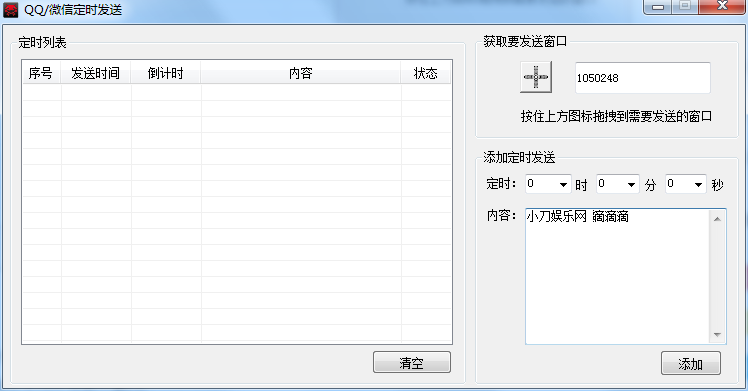 QQ/微信定时发送
定时列表
序号 发送时间 倒计时 内容 状态
清空
获取要发送窗口
1050248
按住上方图标拖拽到需要发送的窗口
添加定时发送
定时： 0 时 0 分 0 秒
内容： 小刀娱乐网 嘀嘀嘀
添加